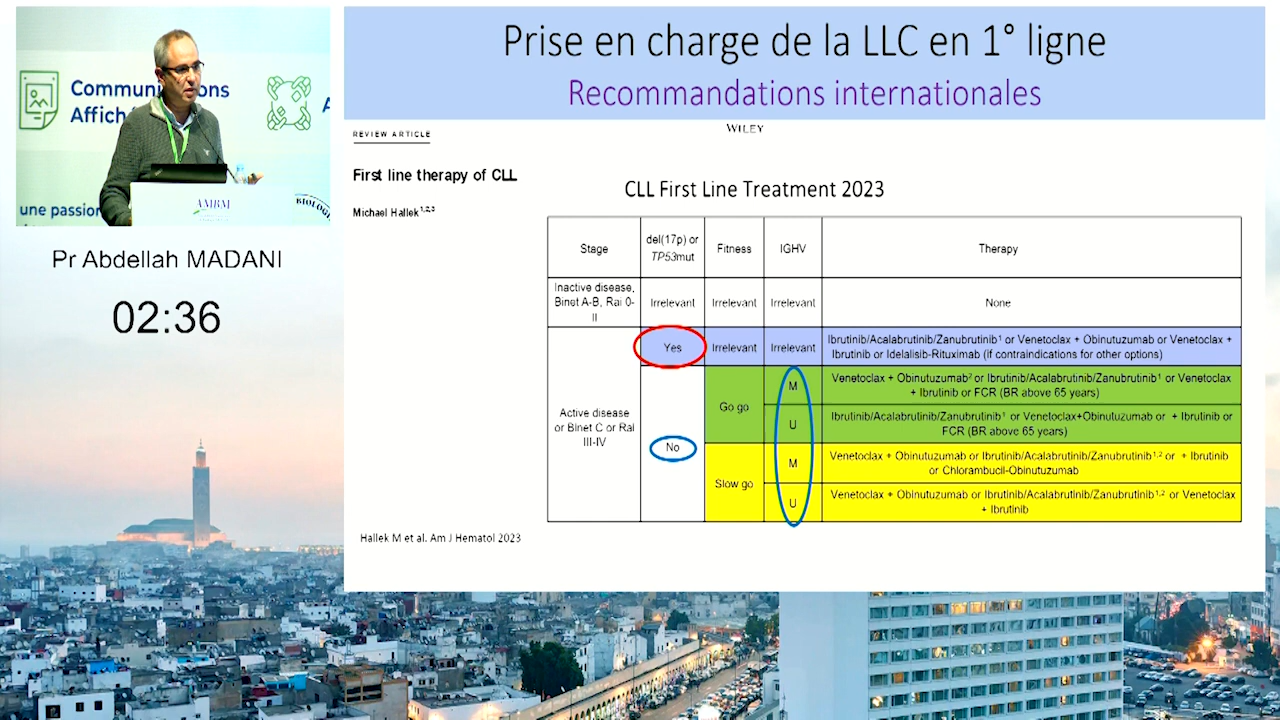 Communications
Affich
A
une passion
AMBM
BIOLOGI
Pr Abdellah MADANI
02:36
Prise en charge de la LLC en 1° ligne
Recommandations internationales
REVIEW ARTICLE
WILEY
First line therapy of CLL
Michael Hallek1,2,3
CLL First Line Treatment 2023
Stage
del(17p) or
TP53mut
Fitness
IGHV
Therapy
Inactive disease,
Binet A-B, Rai 0-
II
Irrelevant
Irrelevant
Irrelevant
None
Active disease
or Binet C or Rai
III-IV
Yes
Irrelevant
Irrelevant
Ibrutinib/Acalabrutinib/Zanubrutinib1 or Venetoclax + Obinutuzumab or Venetoclax +
Ibrutinib or Idelalisib-Rituximab (if contraindications for other options)
No
Go go
M
Venetoclax + Obinutuzumab2 or Ibrutinib/Acalabrutinib/Zanubrutinib1 or Venetoclax
+ Ibrutinib or FCR (BR above 65 years)
U
Ibrutinib/Acalabrutinib/Zanubrutinib1 or Venetoclax+Obinutuzumab or + Ibrutinib or
FCR (BR above 65 years)
Slow go
M
Venetoclax + Obinutuzumab or Ibrutinib/Acalabrutinib/Zanubrutinib1,2 or + Ibrutinib
or Chlorambucil-Obinutuzumab
U
Venetoclax + Obinutuzumab or Ibrutinib/Acalabrutinib/Zanubrutinib1,2 or Venetoclax
+ Ibrutinib
Hallek M et al. Am J Hematol 2023